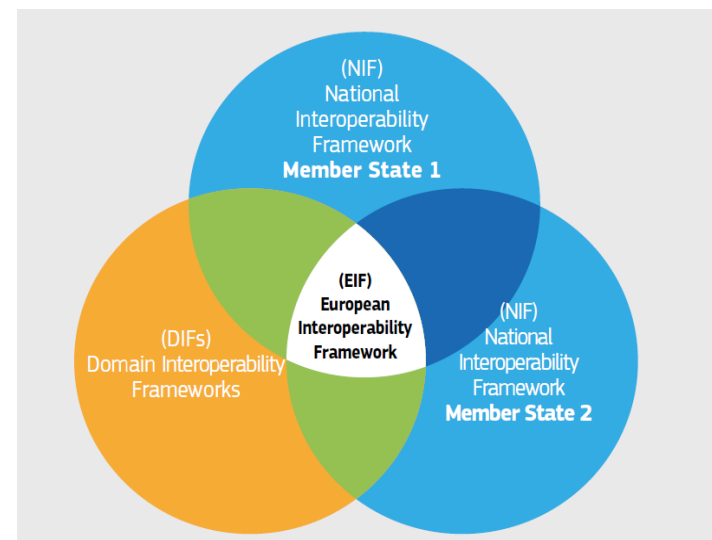 (NIF)
National
Interoperability
Framework
Member State 1
(EIF)
European
Interoperability
Framework
(DIFs)
Domain Interoperability
Frameworks
(NIF)
National
Interoperability
Framework
Member State 2